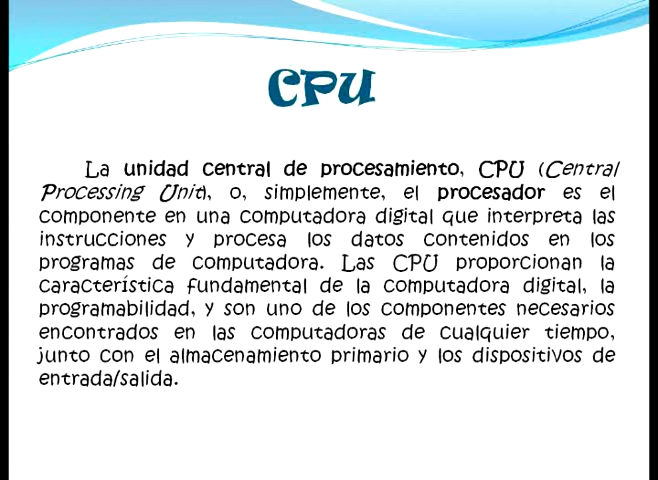 CPU
La unidad central de procesamiento, CPU (Central
Processing Unit), o, simplemente, el procesador es el
componente en una computadora digital que interpreta las
instrucciones y procesa los datos contenidos en los
programas de computadora. Las CPU proporcionan la
característica fundamental de la computadora digital, la
programabilidad, y son uno de los componentes necesarios
encontrados en las computadoras de cualquier tiempo,
junto con el almacenamiento primario y los dispositivos de
entrada/salida.